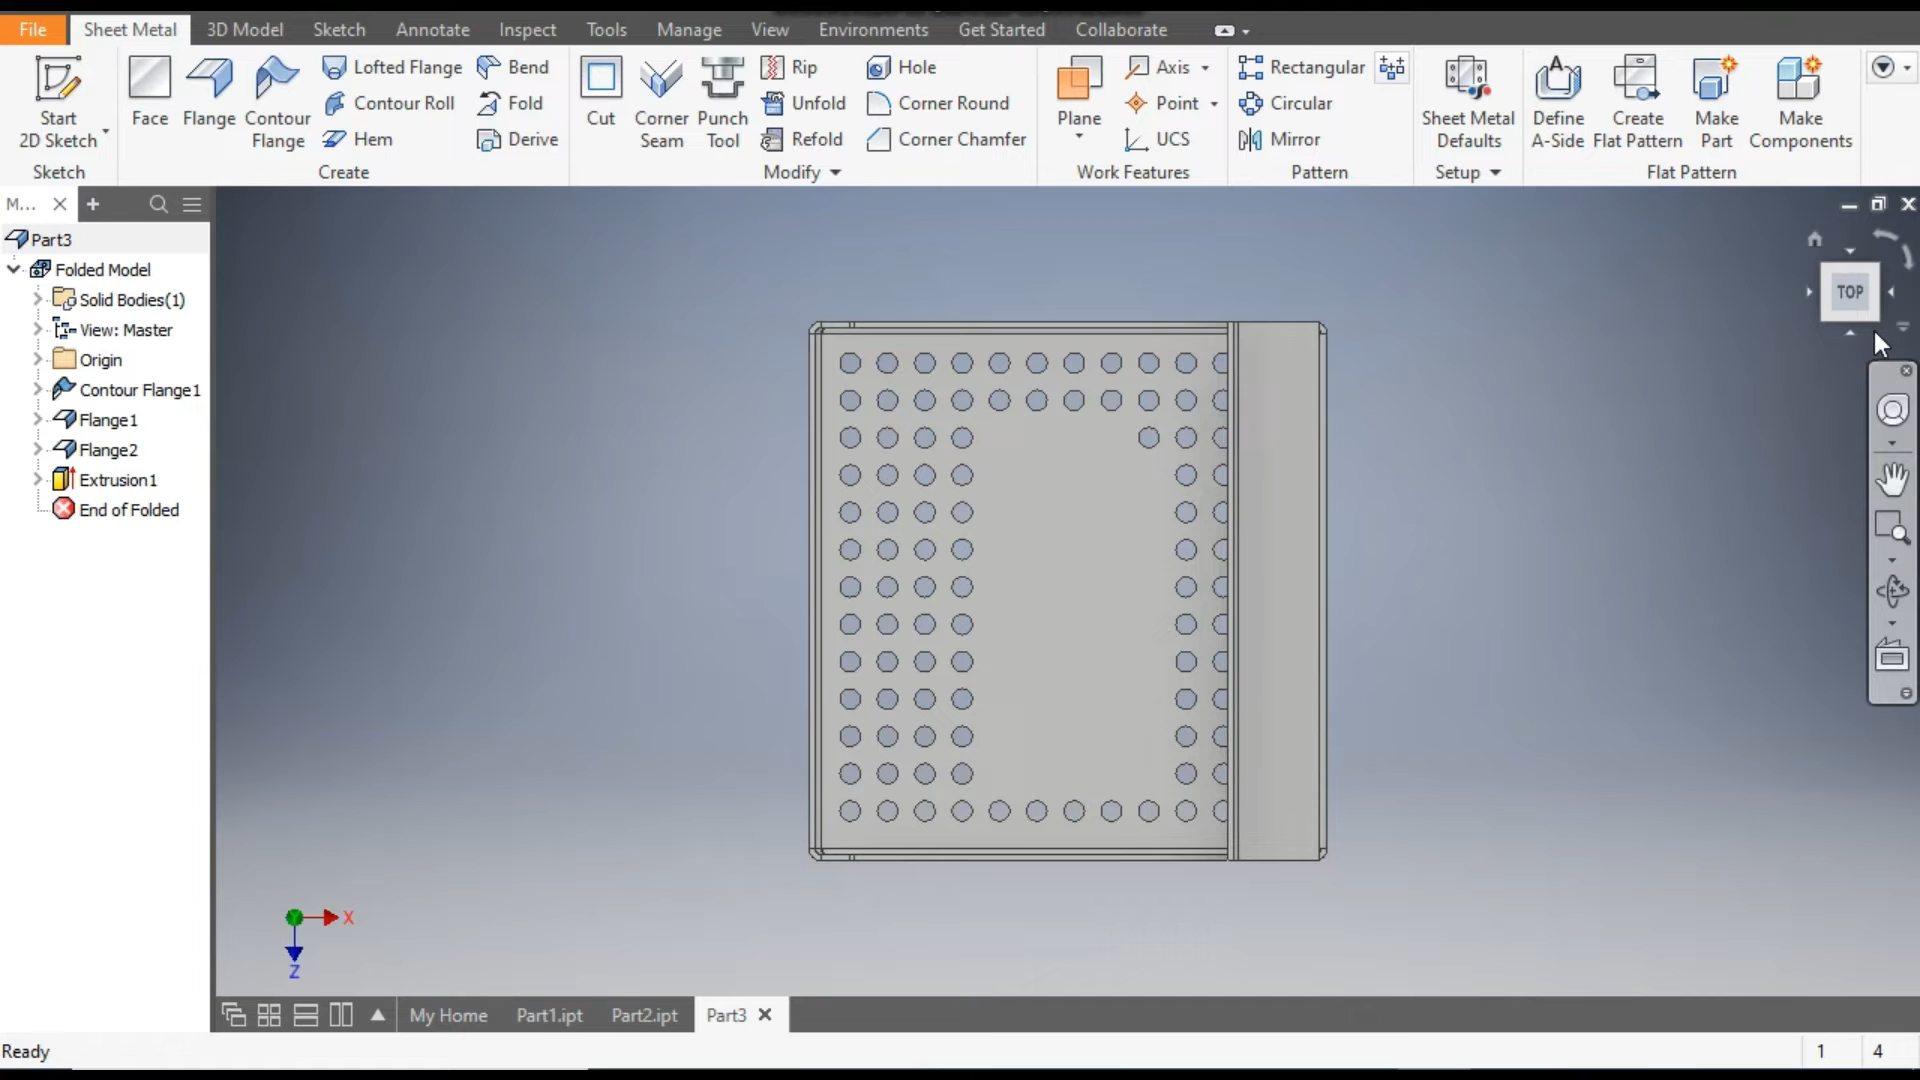 File Sheet Metal 3D Model Sketch Annotate Inspect Tools Manage View Environments Get Started Collaborate
Start
2D Sketch
Sketch
Face
Flange
Contour
Flange
Lofted Flange
Contour Roll
Hem
Bend
Fold
Derive
Create
Cut
Corner
Seam
Punch
Tool
Rip
Unfold
Refold
Hole
Corner Round
Corner Chamfer
Modify
Plane
Axis
Point
UCS
Work Features
Rectangular
Circular
Mirror
Pattern
Sheet Metal
Defaults
Setup
Define
A-Side
Create
Flat Pattern
Make
Part
Make
Components
Flat Pattern
M...
Part3
Folded Model
Solid Bodies(1)
View: Master
Origin
Contour Flange1
Flange1
Flange2
Extrusion1
End of Folded
TOP
X
Z
My Home Part1.ipt Part2.ipt Part3
Ready
1 4